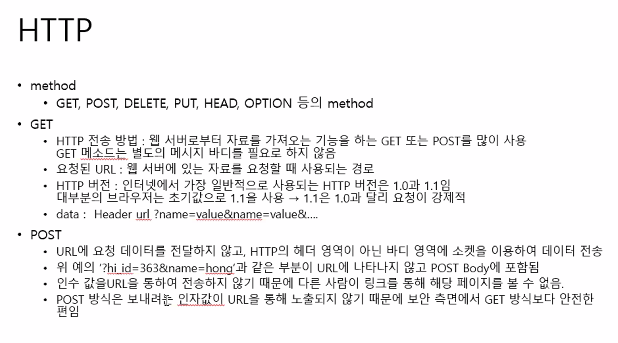 HTTP
• method
• GET, POST, DELETE, PUT, HEAD, OPTION 등의 method
• GET
• HTTP 전송 방법 : 웹 서버로부터 자료를 가져오는 기능을 하는 GET 또는 POST를 많이 사용
GET 메소드는 별도의 메시지 바디를 필요로 하지 않음
• 요청된 URL : 웹 서버에 있는 자료를 요청할 때 사용되는 경로
• HTTP 버전 : 인터넷에서 가장 일반적으로 사용되는 HTTP 버전은 1.0과 1.1임
대부분의 브라우저는 초기값으로 1.1을 사용 → 1.1은 1.0과 달리 요청이 강제적
• data : Header url ?name=value&name=value&....
• POST
• URL에 요청 데이터를 전달하지 않고, HTTP의 헤더 영역이 아닌 바디 영역에 소켓을 이용하여 데이터 전송
• 위 예의 '?hi_id=363&name=hong'과 같은 부분이 URL에 나타나지 않고 POST Body에 포함됨
• 인수 값을URL을 통하여 전송하지 않기 때문에 다른 사람이 링크를 통해 해당 페이지를 볼 수 없음.
• POST 방식은 보내려는 인자값이 URL을 통해 노출되지 않기 때문에 보안 측면에서 GET 방식보다 안전한
편임